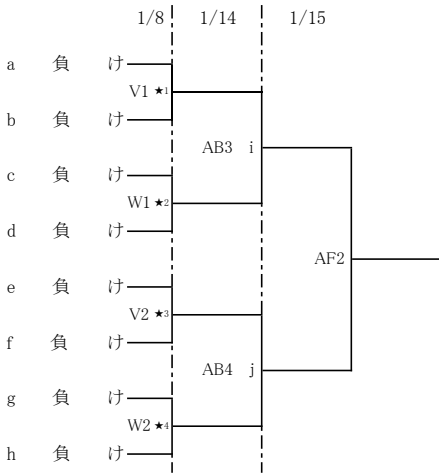 1/8 1/14 1/15
a 負け
V1 ★1
b 負け
AB3 i
c 負け
W1 ★2
d 負け
AF2
e 負け
V2 ★3
f 負け
AB4 j
g 負け
W2 ★4
h 負け